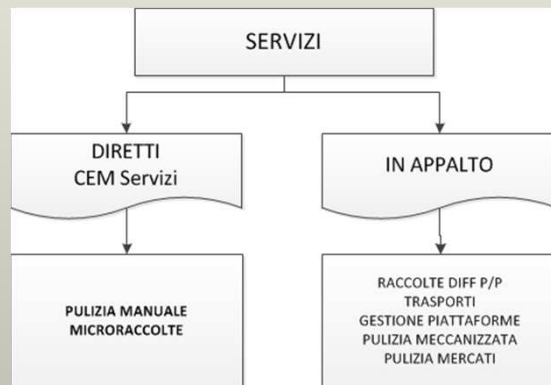 SERVIZI
DIRETTI
CEM Servizi
IN APPALTO
PULIZIA MANUALE
MICRORACCOLTE
RACCOLTE DIFF P/P
TRASPORTI
GESTIONE PIATTAFORME
PULIZIA MECCANIZZATA
PULIZIA MERCATI